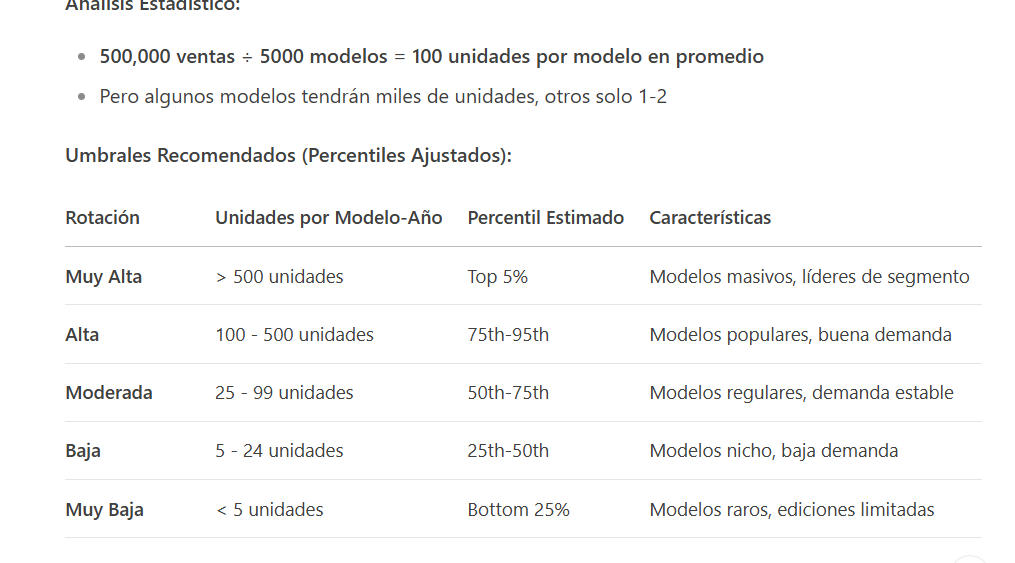 Análisis Estadístico:
500,000 ventas ÷ 5000 modelos = 100 unidades por modelo en promedio
Pero algunos modelos tendrán miles de unidades, otros solo 1-2
Umbrales Recomendados (Percentiles Ajustados):
Rotación Unidades por Modelo-Año Percentil Estimado Características
Muy Alta > 500 unidades Top 5% Modelos masivos, líderes de segmento
Alta 100 - 500 unidades 75th-95th Modelos populares, buena demanda
Moderada 25 - 99 unidades 50th-75th Modelos regulares, demanda estable
Baja 5 - 24 unidades 25th-50th Modelos nicho, baja demanda
Muy Baja < 5 unidades Bottom 25% Modelos raros, ediciones limitadas